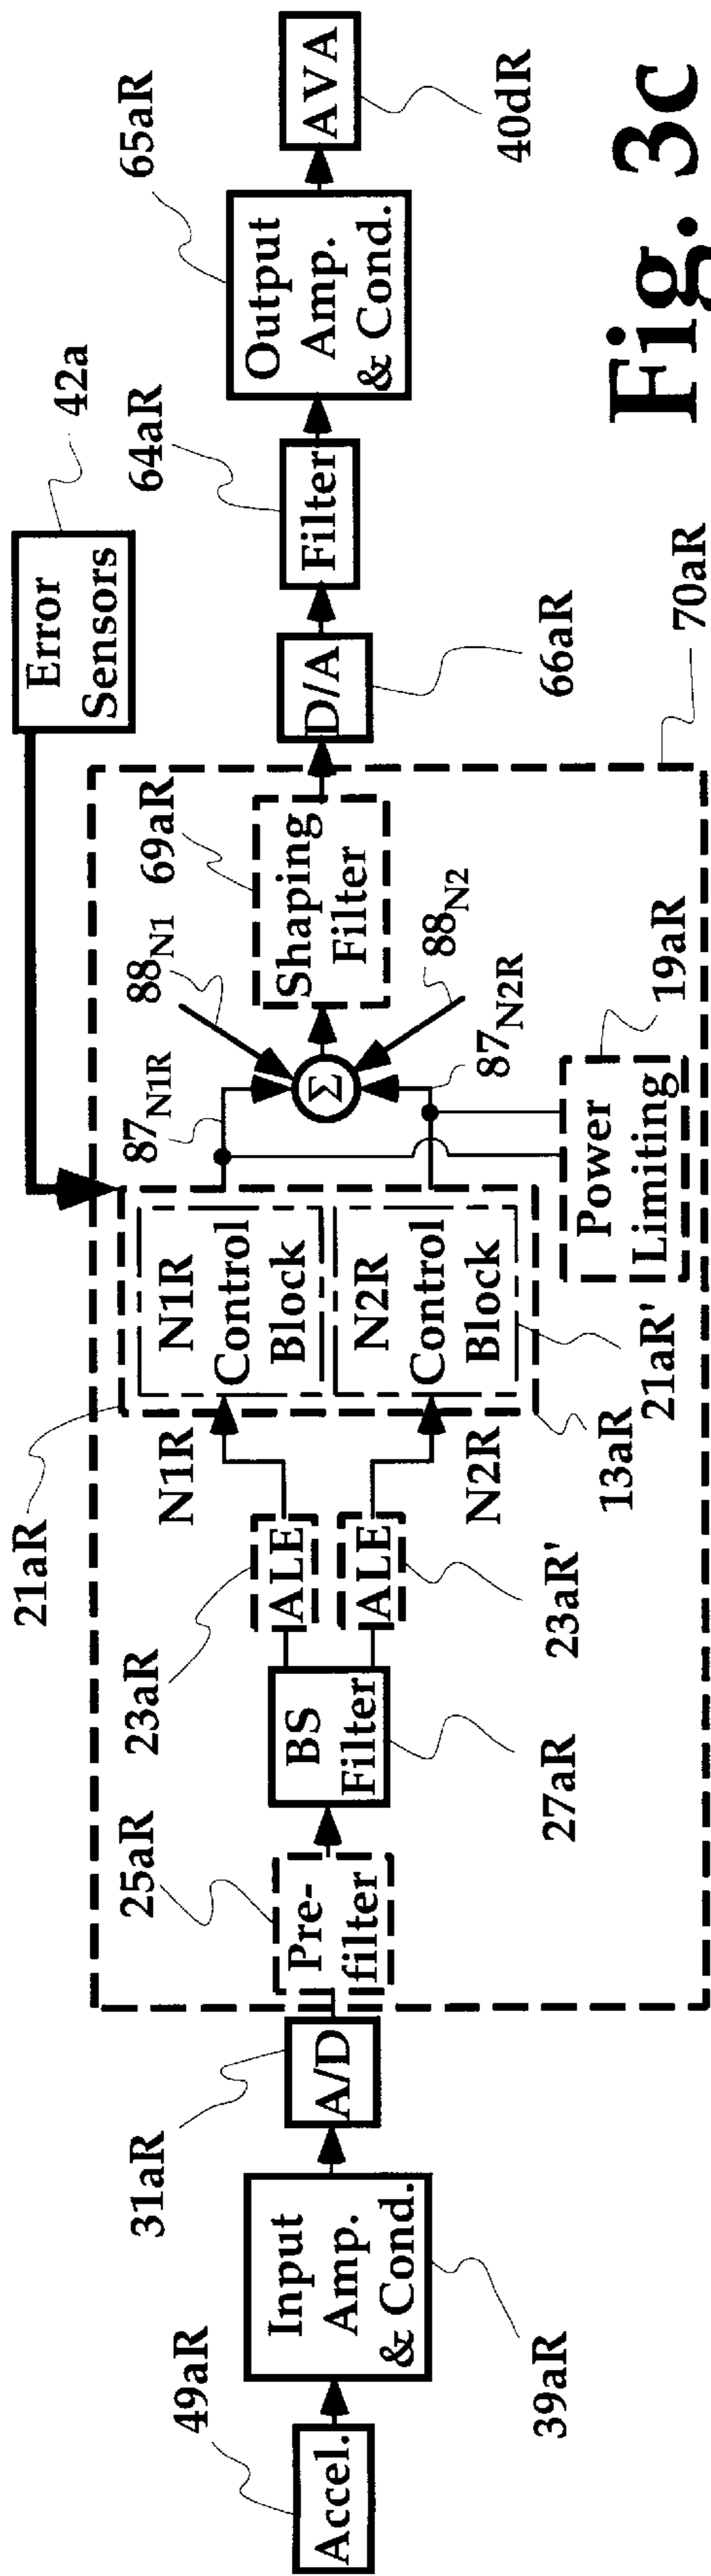 49aR
Accel.
Input
Amp.
& Cond.
39aR
31aR
A/D
25aR
Pre-
filter
BS
Filter
27aR
23aR
ALE
ALE
23aR'
21aR
N1R
N2R
N1R
Control
Block
N2R
Control
Block
13aR
21aR'
Power
Limiting
19aR
87N1R
88N1
Σ
87N2R
88N2
69aR
Shaping
Filter
70aR
Error
Sensors
42a
D/A
66aR
64aR
Filter
65aR
Output
Amp.
& Cond.
AVA
40dR
Fig. 3c